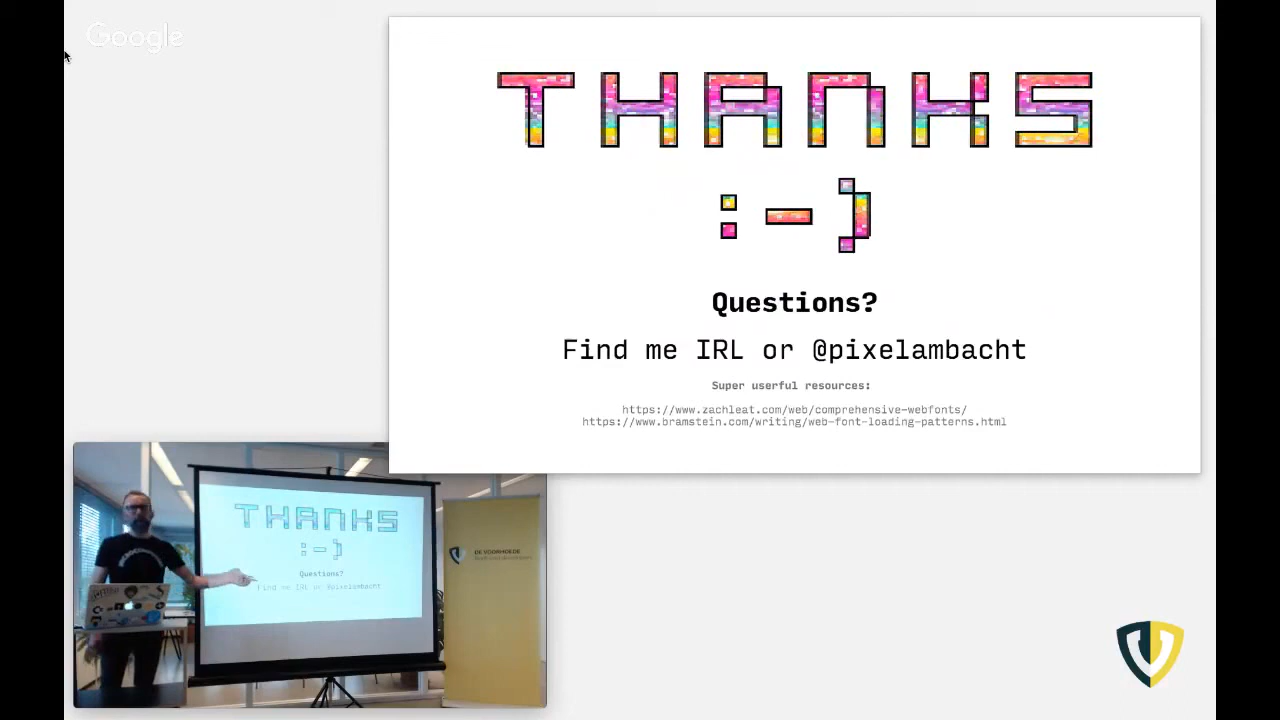 Google
THANKS
:-)
Questions?
Find me IRL or @pixelambacht
Super userful resources:
https://www.zachleat.com/web/comprehensive-webfonts/
https://www.bramstein.com/writing/web-font-loading-patterns.html
THANKS
:-)
Questions?
Find me IRL or @pixelambacht
DE VOORHOEDE